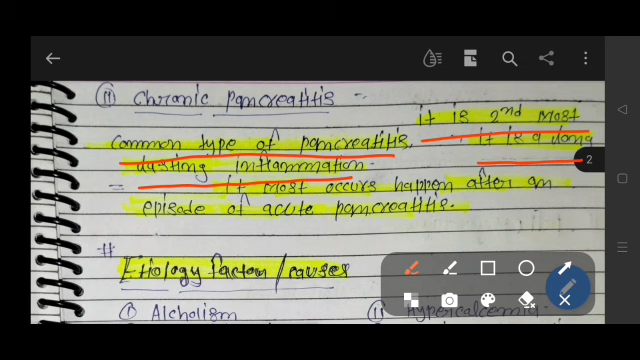 (ii) Chronic pancreatitis -
it is 2nd most
common type of pancreatitis. it is a long
lasting inflammation.
= it most occurs happen after an
episode of acute pancreatitis.
2
# Etiology Factor / causes
(i) Alcholism (ii) Hypercalcemia